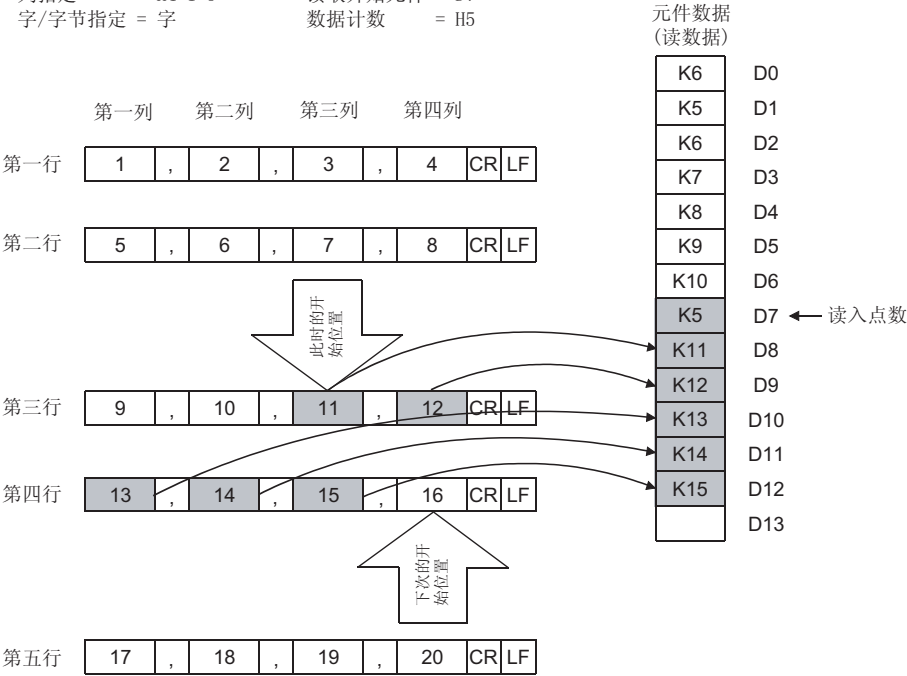 字/字节指定 = 字
数据计数 = H5
元件数据
(读数据)
K6 D0
第一列 第二列 第三列 第四列
K5 D1
K6 D2
第一行 1 , 2 , 3 , 4 CR LF
K7 D3
K8 D4
第二行 5 , 6 , 7 , 8 CR LF
K9 D5
K10 D6
此时的开
始位置
K5 D7 读入点数
K11 D8
K12 D9
第三行 9 , 10 , 11 , 12 CR LF
K13 D10
K14 D11
第四行 13 , 14 , 15 , 16 CR LF
K15 D12
D13
下次的开
始位置
第五行 17 , 18 , 19 , 20 CR LF